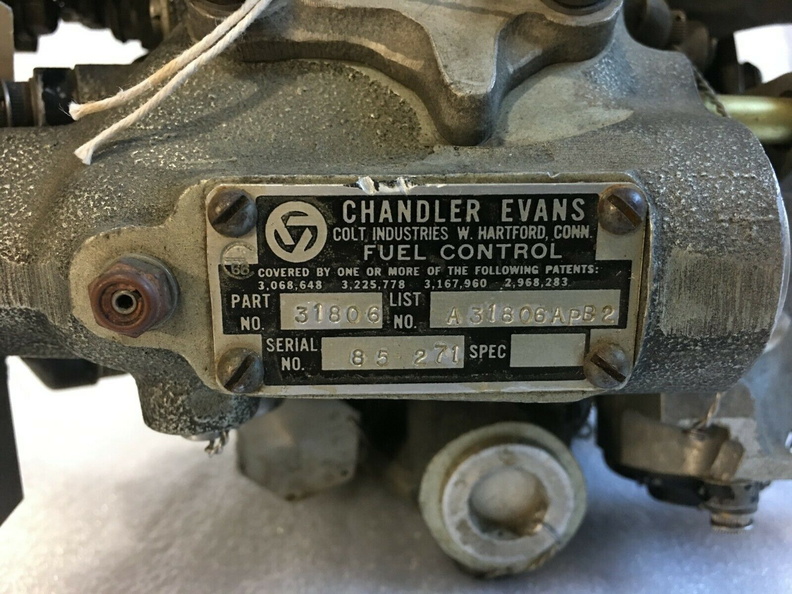 CHANDLER EVANS
COLT INDUSTRIES W. HARTFORD, CONN.
FUEL CONTROL
COVERED BY ONE OR MORE OF THE FOLLOWING PATENTS:
3,068,648 3,225,778 3,167,960 2,968,283
PART NO. 31806 LIST NO. A31806APB2
SERIAL NO. 85 271 SPEC